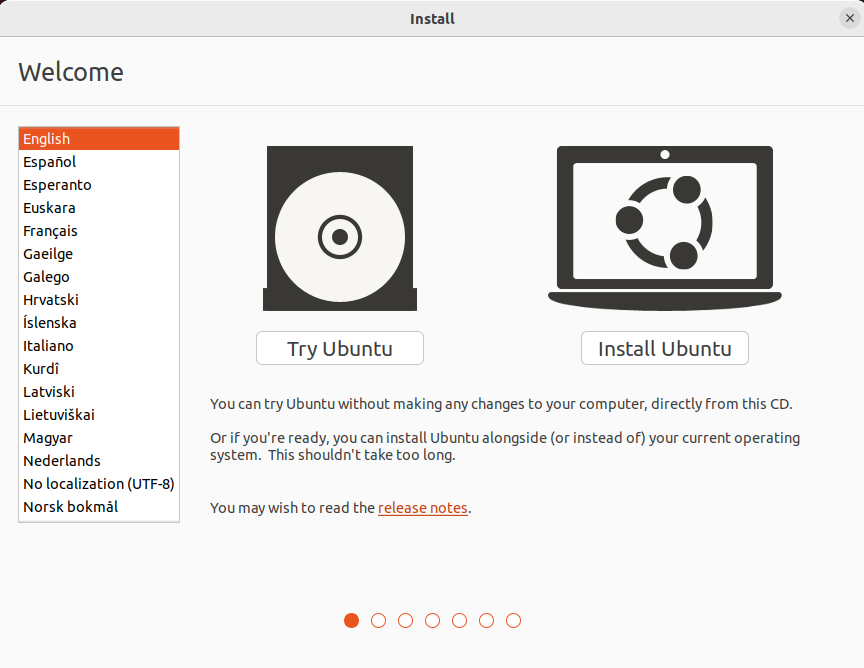 Install
Welcome
English
Español
Esperanto
Euskara
Français
Gaeilge
Galego
Hrvatski
Íslenska
Italiano
Kurdî
Latviski
Lietuviškai
Magyar
Nederlands
No localization (UTF-8)
Norsk bokmål
Try Ubuntu
Install Ubuntu
You can try Ubuntu without making any changes to your computer, directly from this CD.
Or if you're ready, you can install Ubuntu alongside (or instead of) your current operating
system.  This shouldn't take too long.
You may wish to read the release notes.